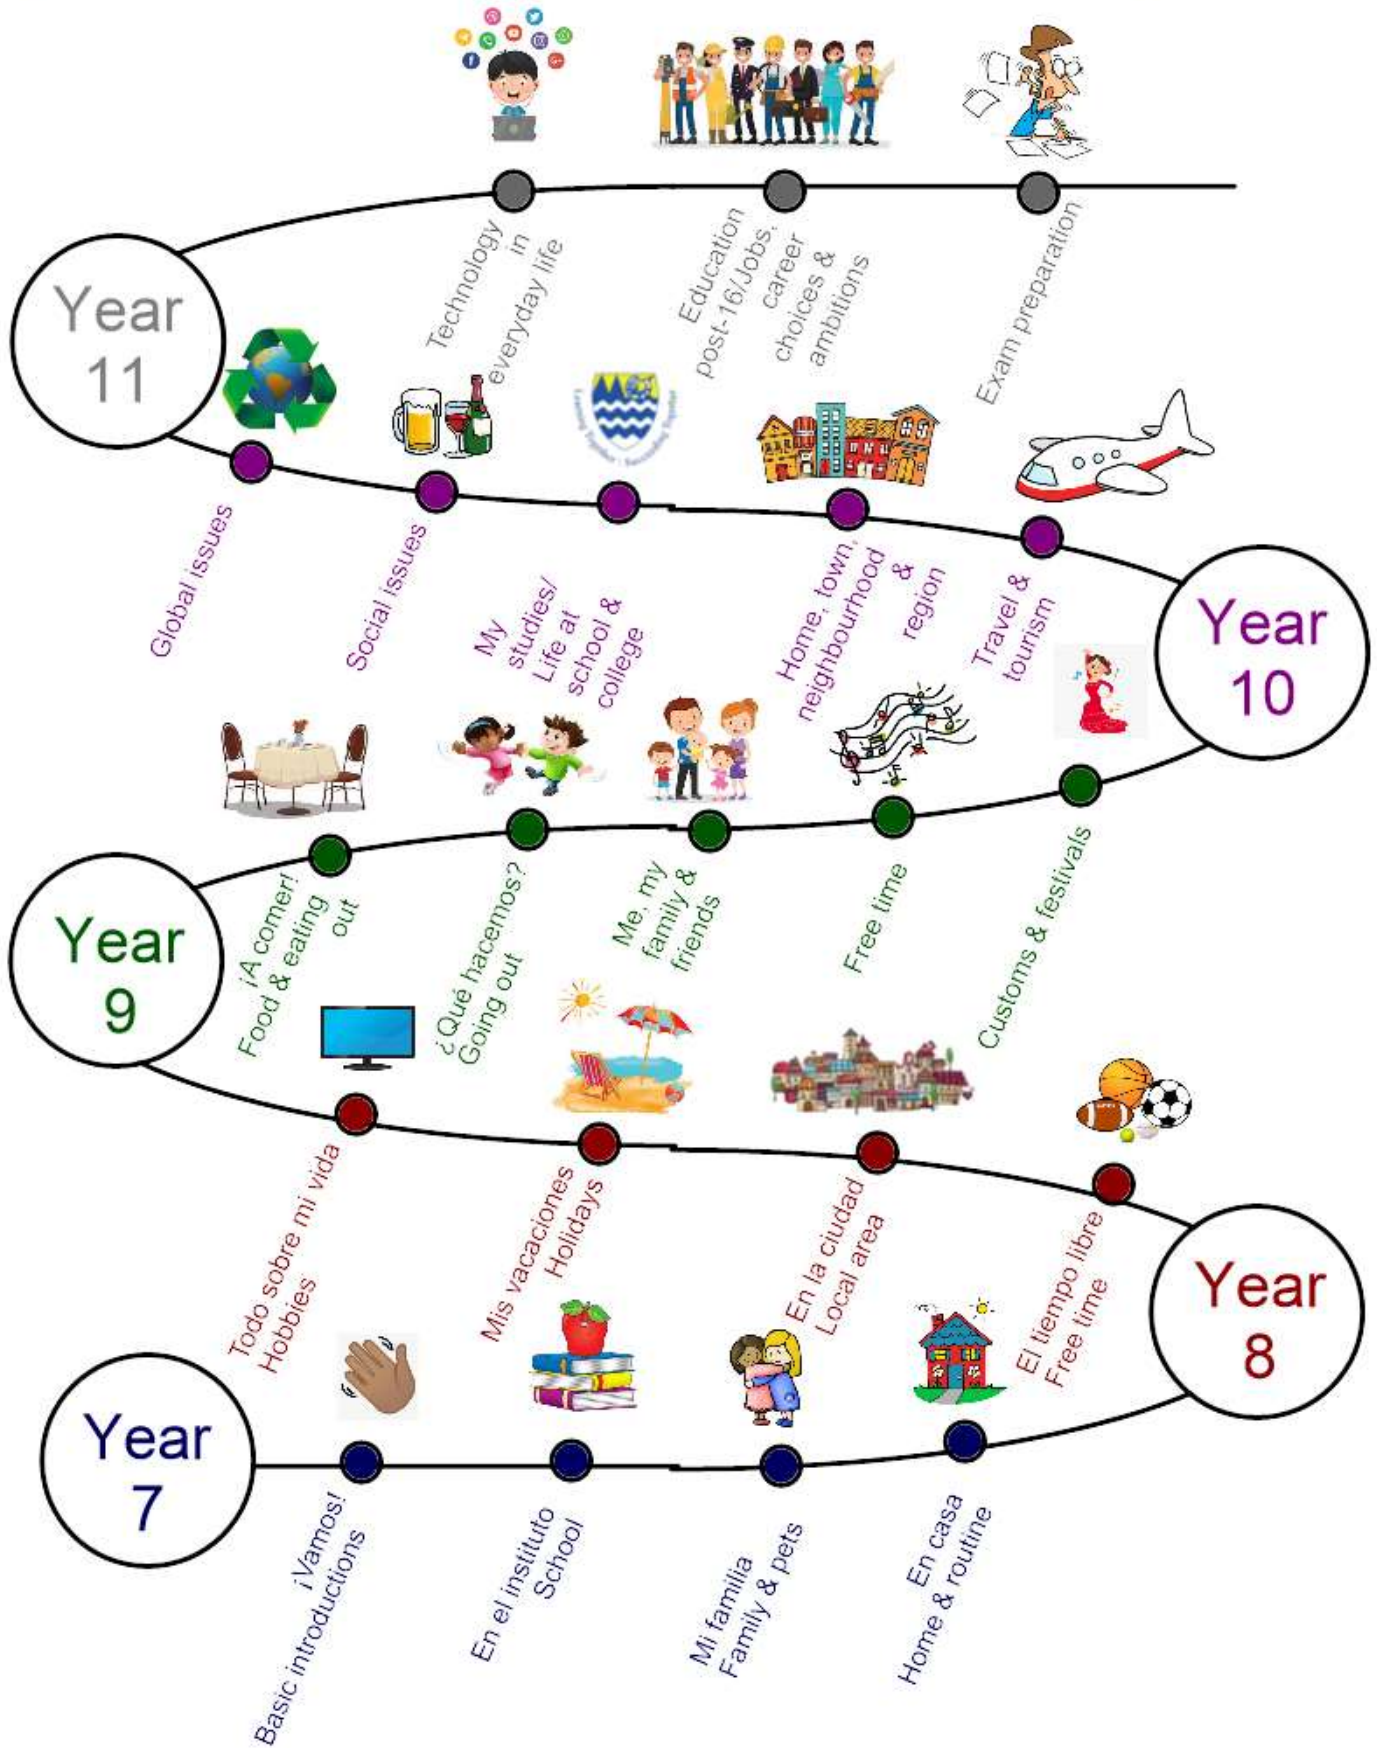 Technology
in
everyday life
Education
post-16/Jobs,
career
choices &
ambitions
Exam preparation
Year
11
Global issues
Social issues
My
studies/
Life at
school &
college
Home, town,
neighbourhood
&
region
Travel &
tourism
Year
10
¡A comer!
Food & eating
out
¿Qué hacemos?
Going out
Me, my
family &
friends
Free time
Customs & festivals
Year
9
Todo sobre mi vida
Hobbies
Mis vacaciones
Holidays
En la ciudad
Local area
El tiempo libre
Free time
Year
8
Year
7
¡Vamos!
Basic introductions
En el instituto
School
Mi familia
Family & pets
En casa
Home & routine